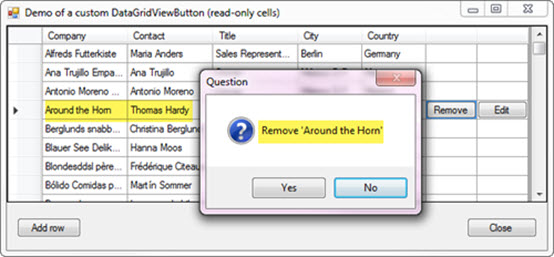 Demo of a custom DataGridViewButton (read-only cells)
Company Contact Title City Country
Alfreds Futterkiste Maria Anders Sales Represent... Berlin Germany
Ana Trujillo Empa... Ana Trujillo
Antonio Moreno ... Antonio Moreno
Around the Horn Thomas Hardy Remove Edit
Berglunds snabb... Christina Berglund
Blauer See Delik... Hanna Moos
Blondesddsl père... Frédérique Citeau
Bólido Comidas p... Martín Sommer
Question
Remove 'Around the Horn'
Yes No
Add row Close